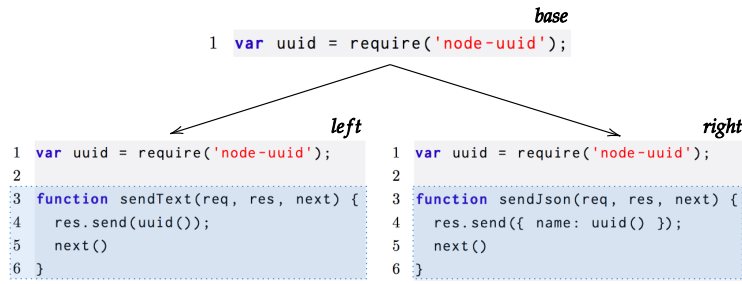 base
1 var uuid = require('node-uuid');
left
1 var uuid = require('node-uuid');
2
3 function sendText(req, res, next) {
4 res.send(uuid());
5 next()
6 }
right
1 var uuid = require('node-uuid');
2
3 function sendJson(req, res, next) {
4 res.send({ name: uuid() });
5 next()
6 }